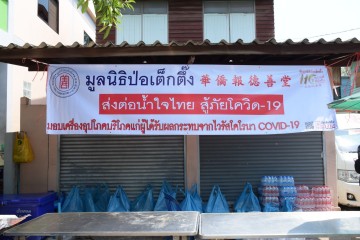 มูลนิธิป่อเต็กตึ๊ง 華僑報德善堂
ส่งต่อน้ำใจไทย สู้ภัยโควิด-19
มอบเครื่องอุปโภคบริโภคแก่ผู้ได้รับผลกระทบจากไวรัสโคโรนา COVID-19